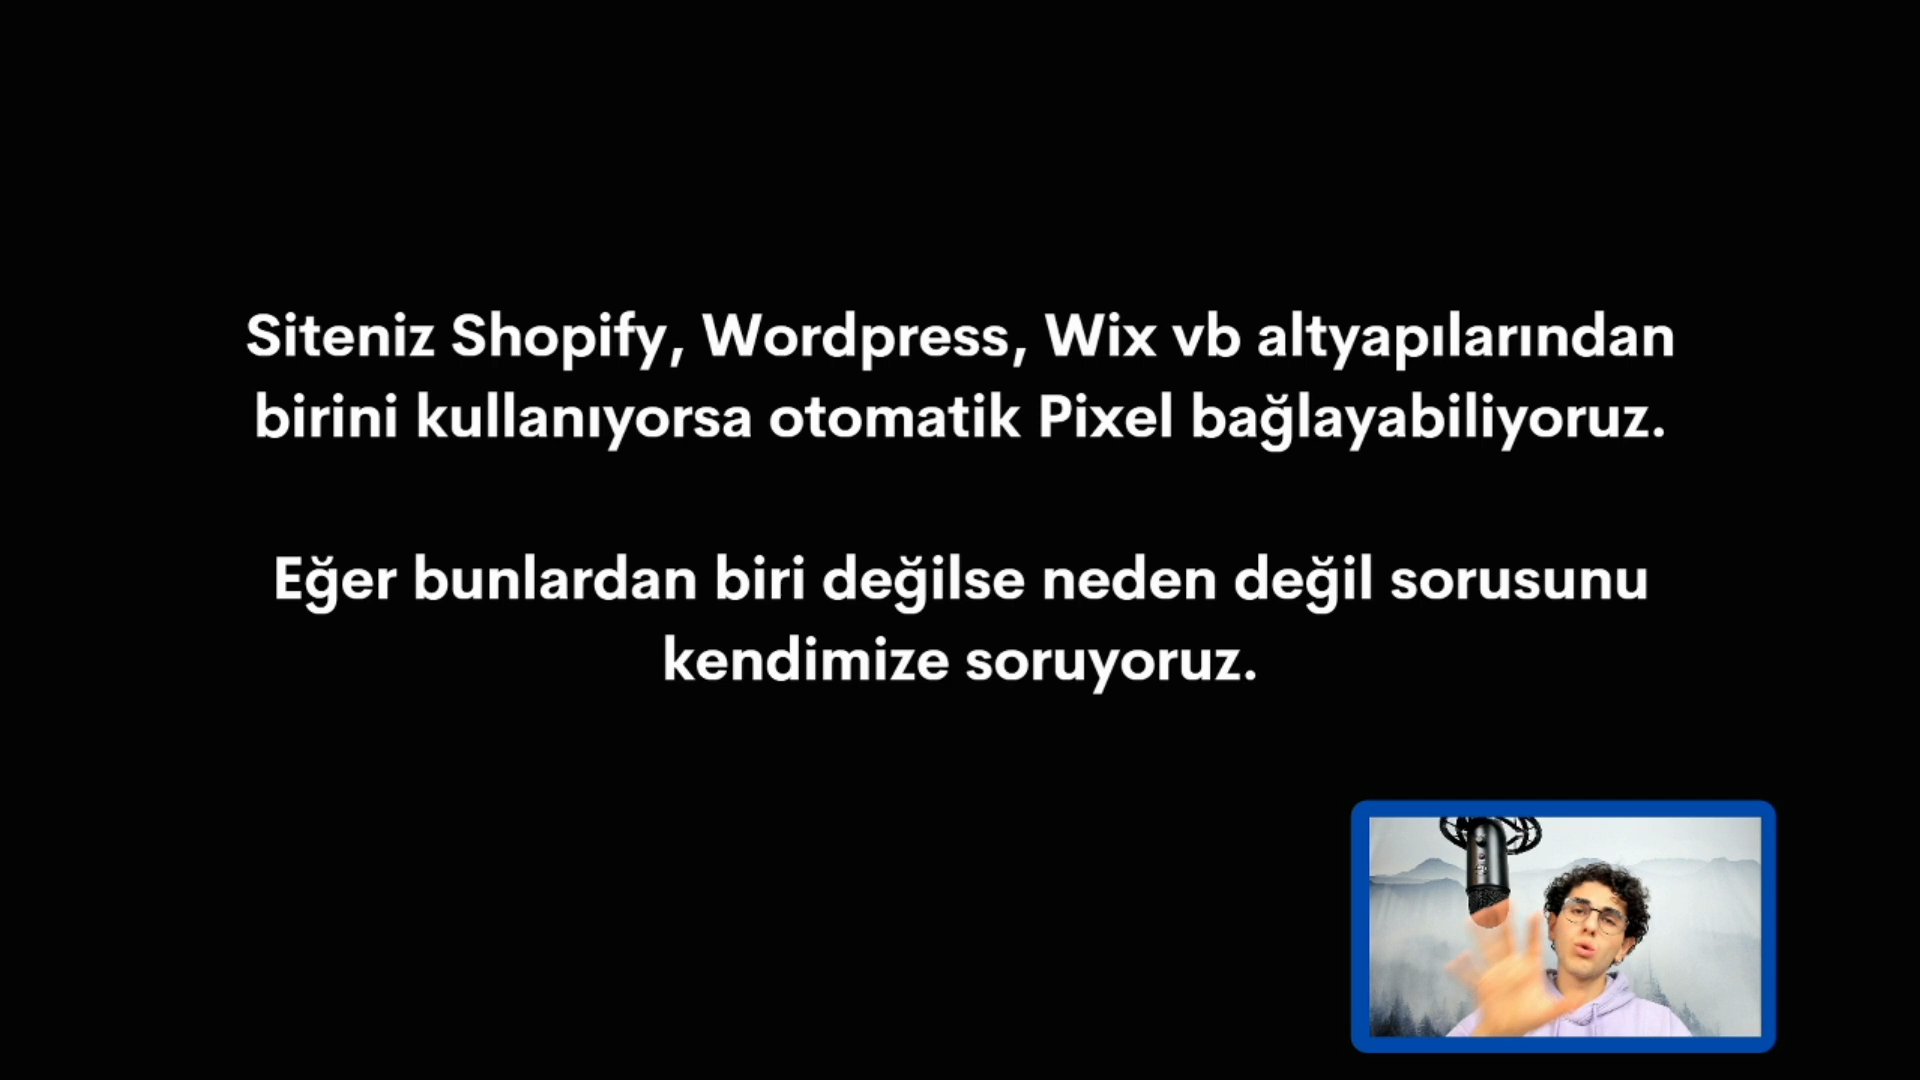 Siteniz Shopify, Wordpress, Wix vb altyapılarından
birini kullanıyorsa otomatik Pixel bağlayabiliyoruz.
Eğer bunlardan biri değilse neden değil sorusunu
kendimize soruyoruz.